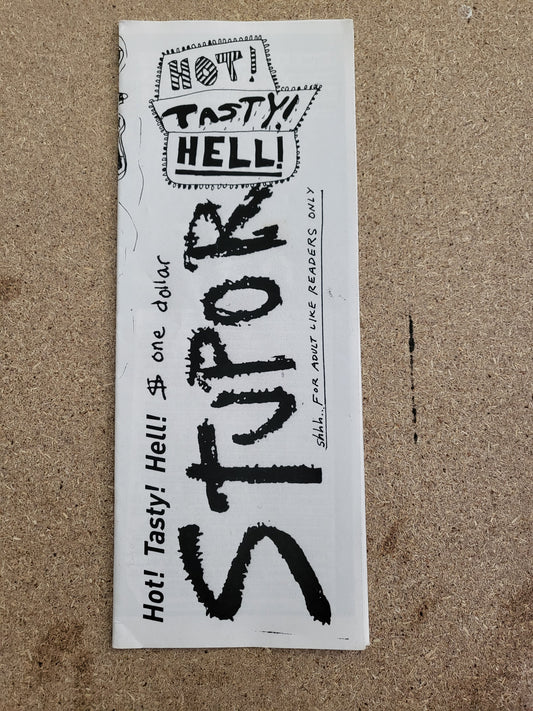 HOT!
TASTY!
HELL!
STUPOR
shhh... FOR ADULT LIKE READERS ONLY
Hot! Tasty! Hell! $ one dollar